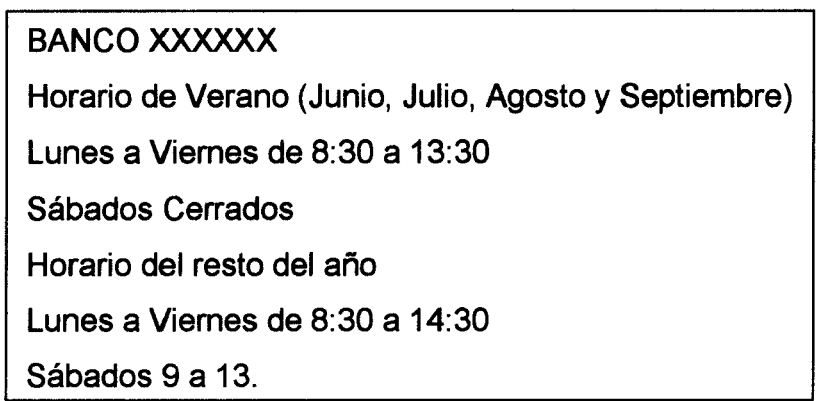 BANCO XXXXXX
Horario de Verano (Junio, Julio, Agosto y Septiembre)
Lunes a Viernes de 8:30 a 13:30
Sábados Cerrados
Horario del resto del año
Lunes a Viernes de 8:30 a 14:30
Sábados 9 a 13.